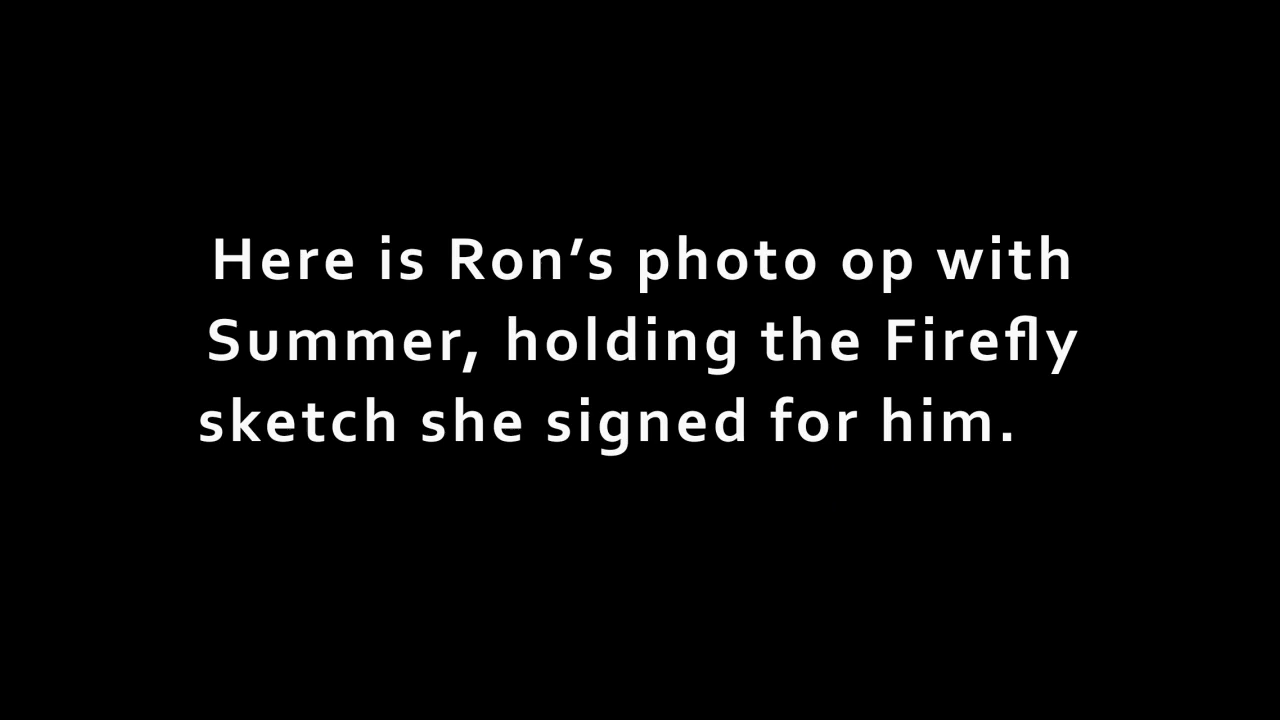 Here is Ron’s photo op with
Summer, holding the Firefly
sketch she signed for him.